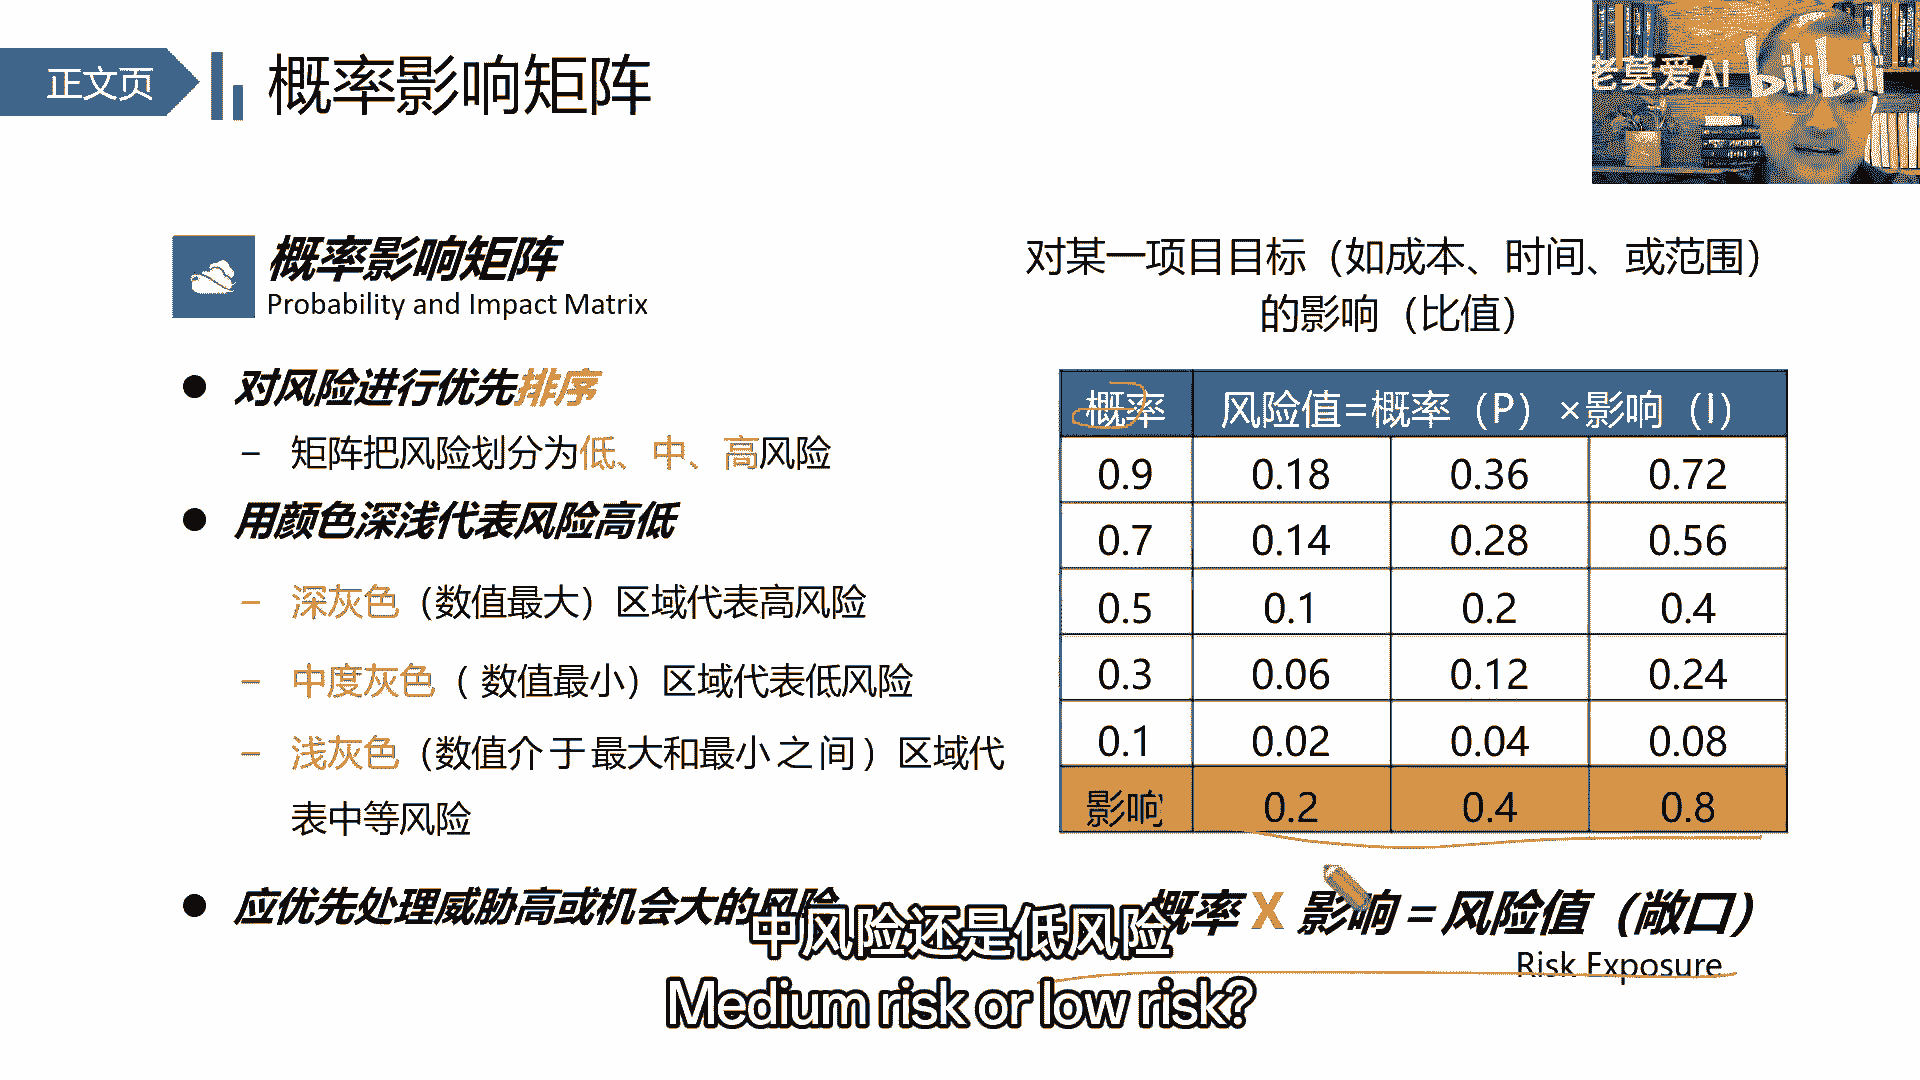 正文页
概率影响矩阵
老莫爱AI bilibili
概率影响矩阵
Probability and Impact Matrix
● 对风险进行优先排序
– 矩阵把风险划分为低、中、高风险
● 用颜色深浅代表风险高低
– 深灰色（数值最大）区域代表高风险
– 中度灰色（数值最小）区域代表低风险
– 浅灰色（数值介于最大和最小之间）区域代
表中等风险
● 应优先处理威胁高或机会大的风险
对某一项目目标（如成本、时间、或范围）
的影响（比值）
概率 风险值=概率（P）×影响（I）
0.9 0.18 0.36 0.72
0.7 0.14 0.28 0.56
0.5 0.1 0.2 0.4
0.3 0.06 0.12 0.24
0.1 0.02 0.04 0.08
影响 0.2 0.4 0.8
概率 X 影响 = 风险值（敞口）
Risk Exposure
中风险还是低风险
Medium risk or low risk?